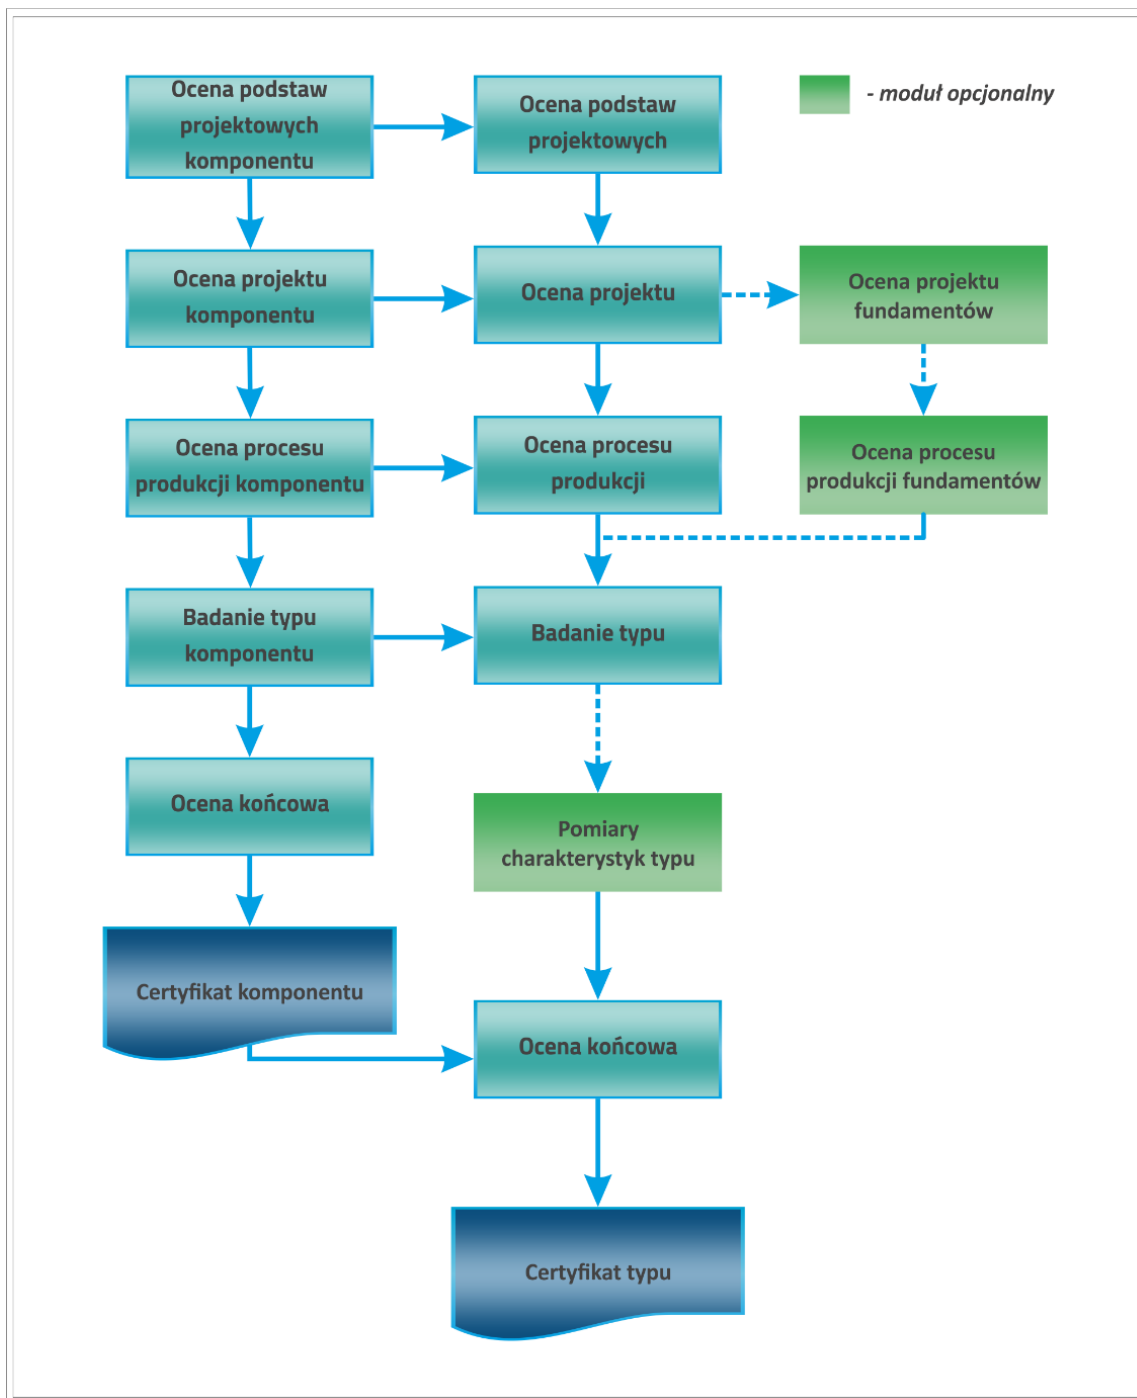 Ocena podstaw
projektowych
komponentu
Ocena podstaw
projektowych
- moduł opcjonalny
Ocena projektu
komponentu
Ocena projektu
Ocena projektu
fundamentów
Ocena procesu
produkcji komponentu
Ocena procesu
produkcji
Ocena procesu
produkcji fundamentów
Badanie typu
komponentu
Badanie typu
Ocena końcowa
Pomiary
charakterystyk typu
Certyfikat komponentu
Ocena końcowa
Certyfikat typu